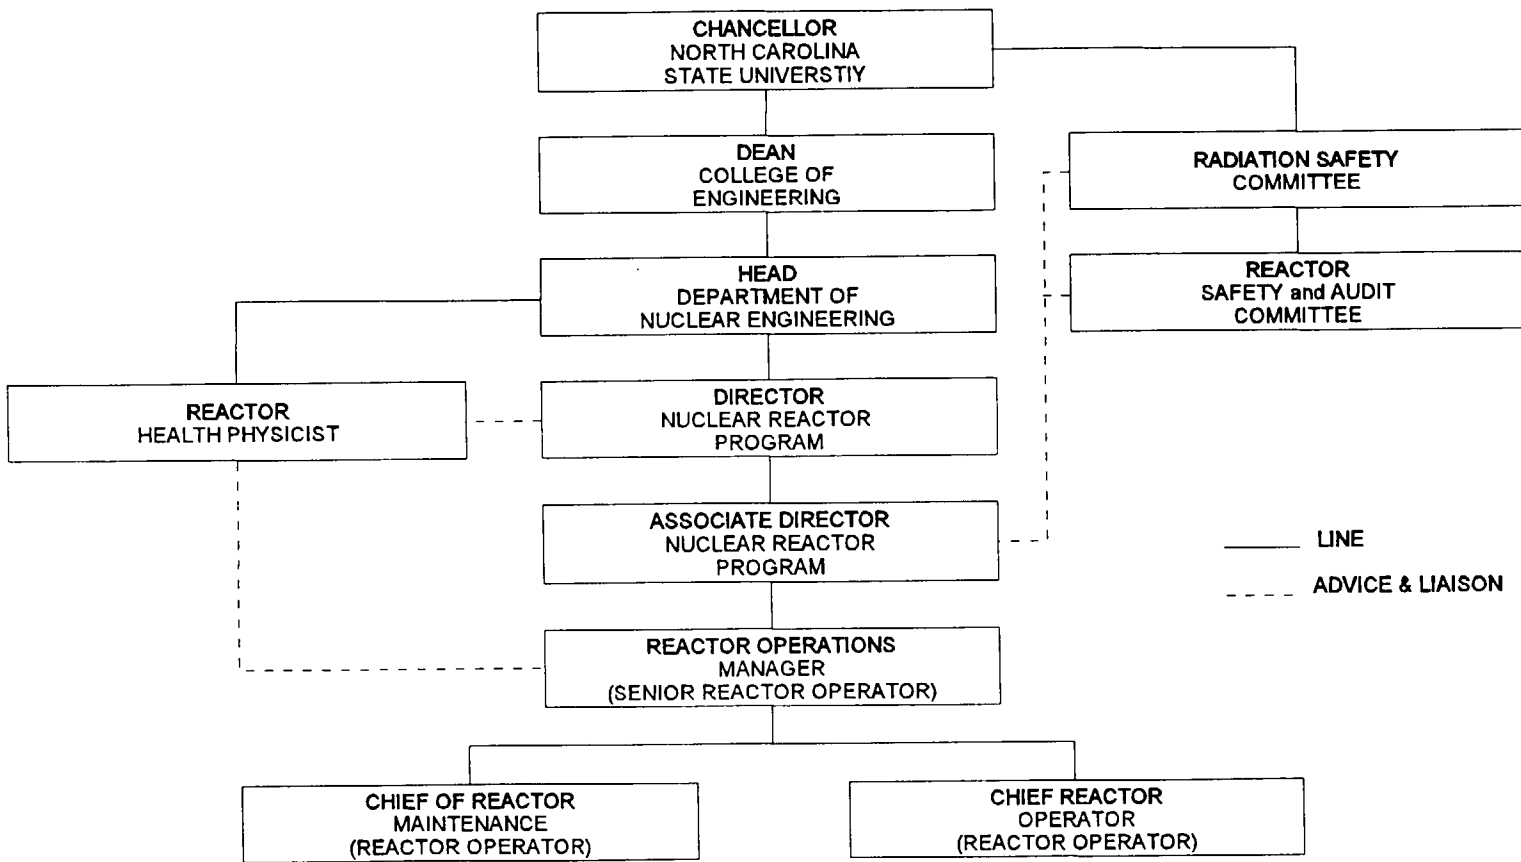 CHANCELLOR
NORTH CAROLINA
STATE UNIVERSTIY
DEAN
COLLEGE OF
ENGINEERING
RADIATION SAFETY
COMMITTEE
HEAD
DEPARTMENT OF
NUCLEAR ENGINEERING
REACTOR
SAFETY and AUDIT
COMMITTEE
REACTOR
HEALTH PHYSICIST
DIRECTOR
NUCLEAR REACTOR
PROGRAM
ASSOCIATE DIRECTOR
NUCLEAR REACTOR
PROGRAM
LINE
ADVICE & LIAISON
REACTOR OPERATIONS
MANAGER
(SENIOR REACTOR OPERATOR)
CHIEF OF REACTOR
MAINTENANCE
(REACTOR OPERATOR)
CHIEF REACTOR
OPERATOR
(REACTOR OPERATOR)